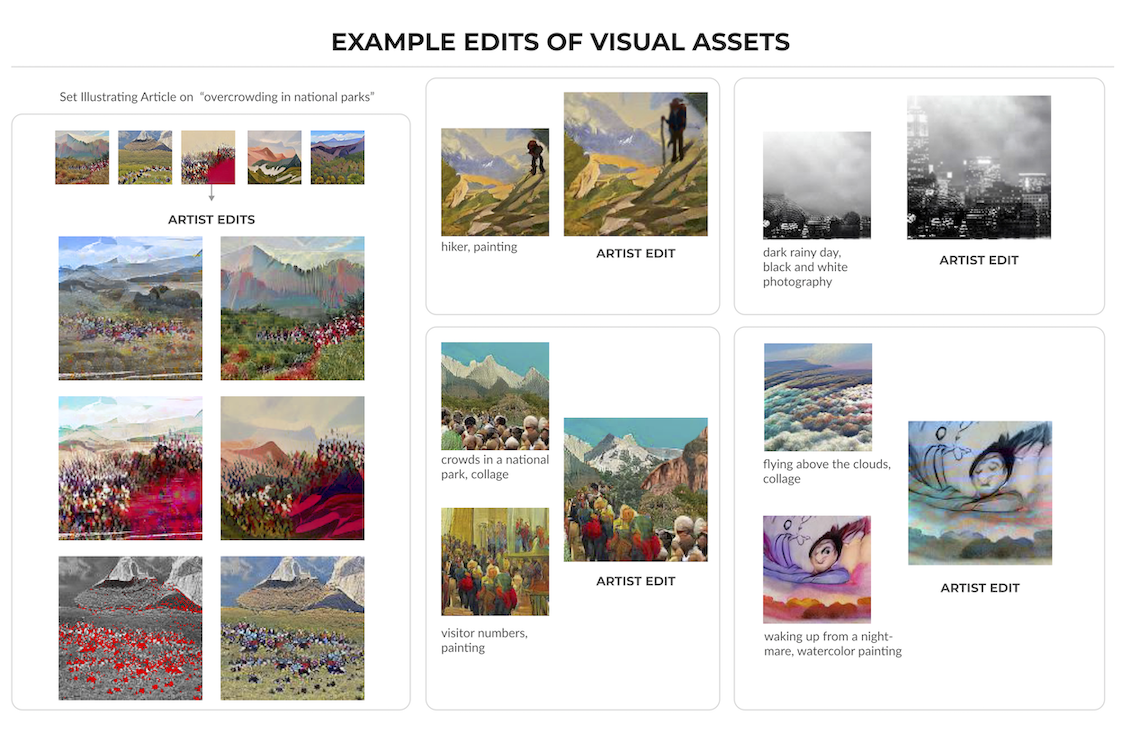 EXAMPLE EDITS OF VISUAL ASSETS
Set Illustrating Article on “overcrowding in national parks”
ARTIST EDITS
hiker, painting
ARTIST EDIT
dark rainy day,
black and white
photography
ARTIST EDIT
crowds in a national
park, collage
visitor numbers,
painting
ARTIST EDIT
flying above the clouds,
collage
waking up from a night-
mare, watercolor painting
ARTIST EDIT